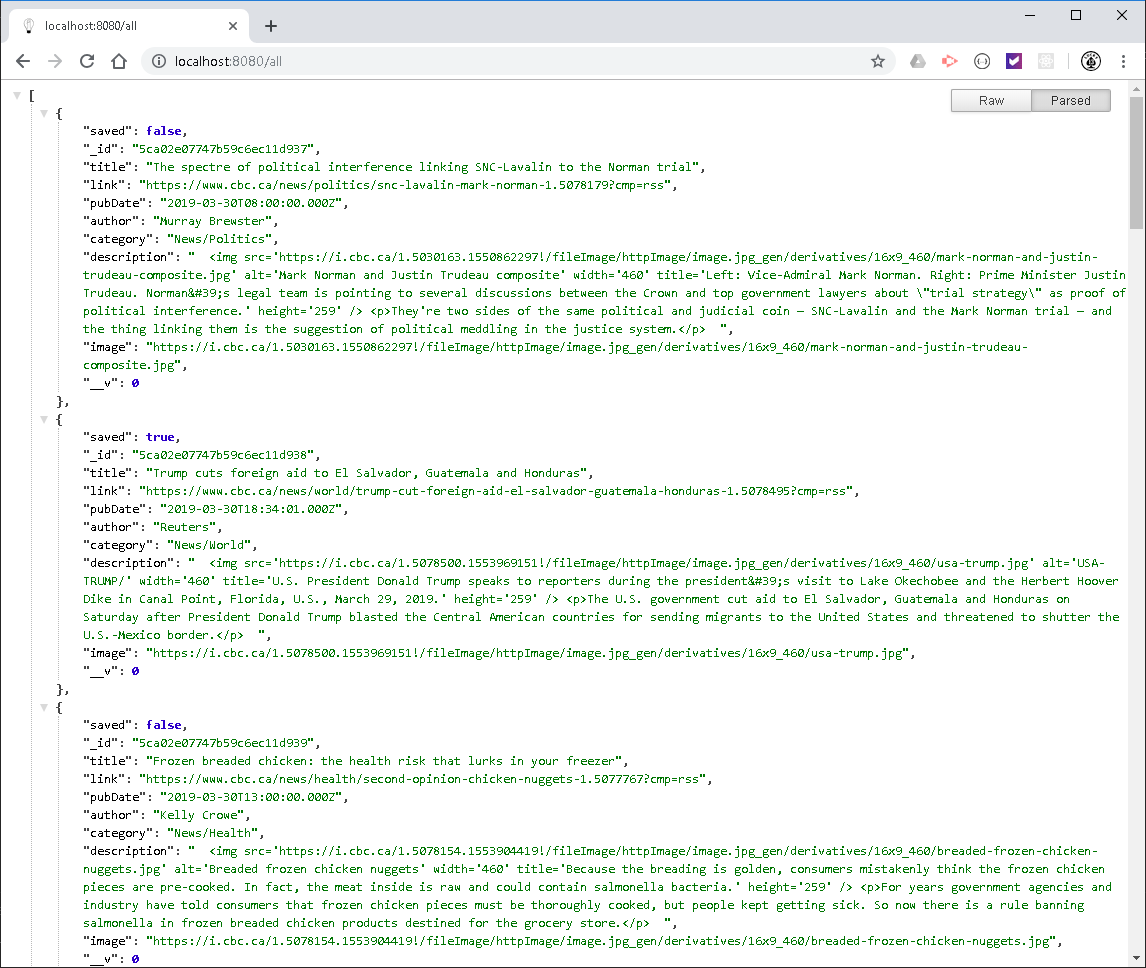 localhost:8080/all
localhost:8080/all
Raw
Parsed
[
{
"saved": false,
"_id": "5ca02e07747b59c6ec11d937",
"title": "The spectre of political interference linking SNC-Lavalin to the Norman trial",
"link": "https://www.cbc.ca/news/politics/snc-lavalin-mark-norman-1.5078179?cmp=rss",
"pubDate": "2019-03-30T08:00:00.000Z",
"author": "Murray Brewster",
"category": "News/Politics",
"description": "  <img src='https://i.cbc.ca/1.5030163.1550862297!/fileImage/httpImage/image.jpg_gen/derivatives/16x9_460/mark-norman-and-justin-
trudeau-composite.jpg' alt='Mark Norman and Justin Trudeau composite' width='460' title='Left: Vice-Admiral Mark Norman. Right: Prime Minister Justin
Trudeau. Norman&#39;s legal team is pointing to several discussions between the Crown and top government lawyers about \"trial strategy\" as proof of
political interference.' height='259' /> <p>They're two sides of the same political and judicial coin – SNC-Lavalin and the Mark Norman trial – and
the thing linking them is the suggestion of political meddling in the justice system.</p>  ",
"image": "https://i.cbc.ca/1.5030163.1550862297!/fileImage/httpImage/image.jpg_gen/derivatives/16x9_460/mark-norman-and-justin-trudeau-
composite.jpg",
"__v": 0
},
{
"saved": true,
"_id": "5ca02e07747b59c6ec11d938",
"title": "Trump cuts foreign aid to El Salvador, Guatemala and Honduras",
"link": "https://www.cbc.ca/news/world/trump-cut-foreign-aid-el-salvador-guatemala-honduras-1.5078495?cmp=rss",
"pubDate": "2019-03-30T18:34:01.000Z",
"author": "Reuters",
"category": "News/World",
"description": "  <img src='https://i.cbc.ca/1.5078500.1553969151!/fileImage/httpImage/image.jpg_gen/derivatives/16x9_460/usa-trump.jpg' alt='USA-
TRUMP/' width='460' title='U.S. President Donald Trump speaks to reporters during the president&#39;s visit to Lake Okechobee and the Herbert Hoover
Dike in Canal Point, Florida, U.S., March 29, 2019.' height='259' /> <p>The U.S. government cut aid to El Salvador, Guatemala and Honduras on
Saturday after President Donald Trump blasted the Central American countries for sending migrants to the United States and threatened to shutter the
U.S.-Mexico border.</p>  ",
"image": "https://i.cbc.ca/1.5078500.1553969151!/fileImage/httpImage/image.jpg_gen/derivatives/16x9_460/usa-trump.jpg",
"__v": 0
},
{
"saved": false,
"_id": "5ca02e07747b59c6ec11d939",
"title": "Frozen breaded chicken: the health risk that lurks in your freezer",
"link": "https://www.cbc.ca/news/health/second-opinion-chicken-nuggets-1.5077767?cmp=rss",
"pubDate": "2019-03-30T13:00:00.000Z",
"author": "Kelly Crowe",
"category": "News/Health",
"description": "  <img src='https://i.cbc.ca/1.5078154.1553904419!/fileImage/httpImage/image.jpg_gen/derivatives/16x9_460/breaded-frozen-chicken-
nuggets.jpg' alt='Breaded frozen chicken nuggets' width='460' title='Because the breading is golden, consumers mistakenly think the frozen chicken
pieces are pre-cooked. In fact, the meat inside is raw and could contain salmonella bacteria.' height='259' /> <p>For years government agencies and
industry have told consumers that frozen chicken pieces must be thoroughly cooked, but people kept getting sick. So now there is a rule banning
salmonella in frozen breaded chicken products destined for the grocery store.</p>  ",
"image": "https://i.cbc.ca/1.5078154.1553904419!/fileImage/httpImage/image.jpg_gen/derivatives/16x9_460/breaded-frozen-chicken-nuggets.jpg",
"__v": 0